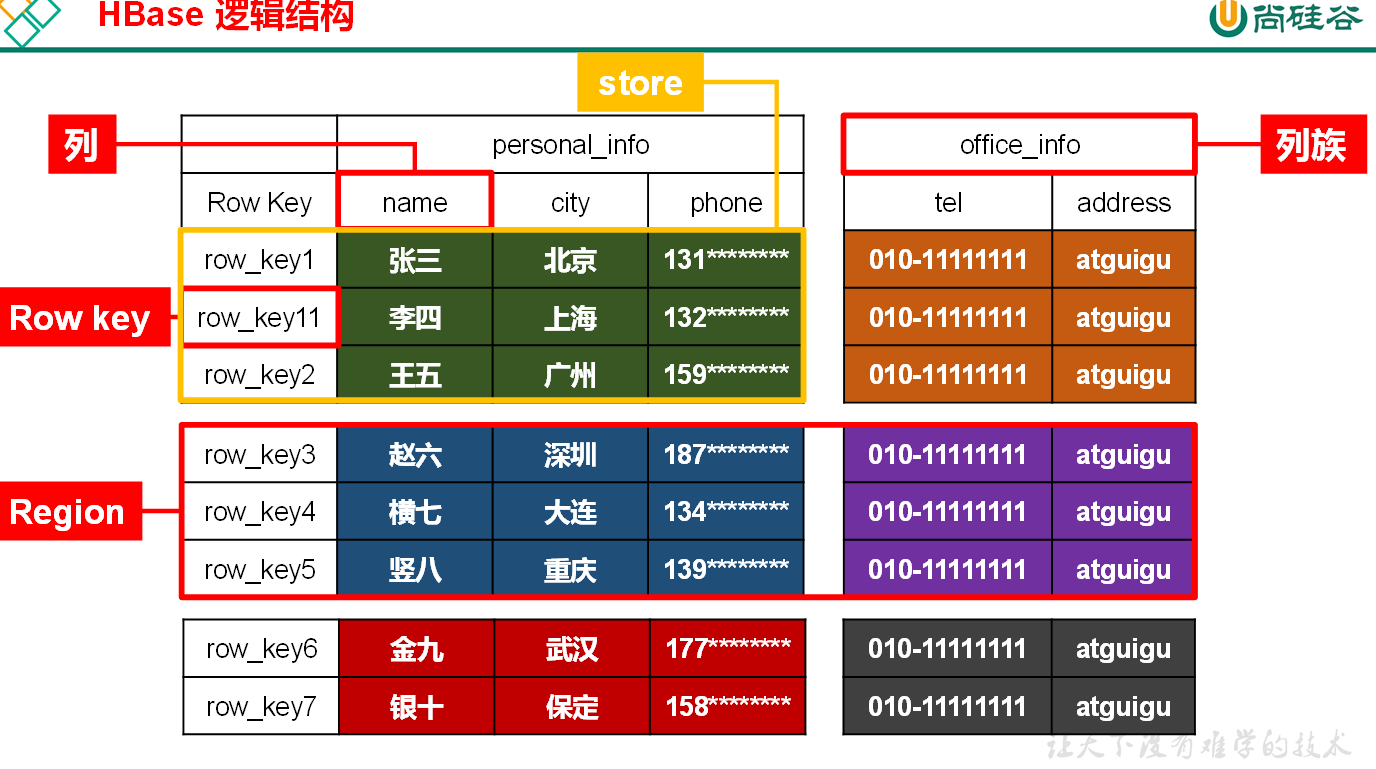 HBase 逻辑结构
尚硅谷
store
列
personal_info
office_info
列族
Row Key name city phone tel address
row_key1 张三 北京 131******** 010-11111111 atguigu
Row key
row_key11 李四 上海 132******** 010-11111111 atguigu
row_key2 王五 广州 159******** 010-11111111 atguigu
row_key3 赵六 深圳 187******** 010-11111111 atguigu
Region
row_key4 横七 大连 134******** 010-11111111 atguigu
row_key5 竖八 重庆 139******** 010-11111111 atguigu
row_key6 金九 武汉 177******** 010-11111111 atguigu
row_key7 银十 保定 158******** 010-11111111 atguigu
让天下没有难学的技术